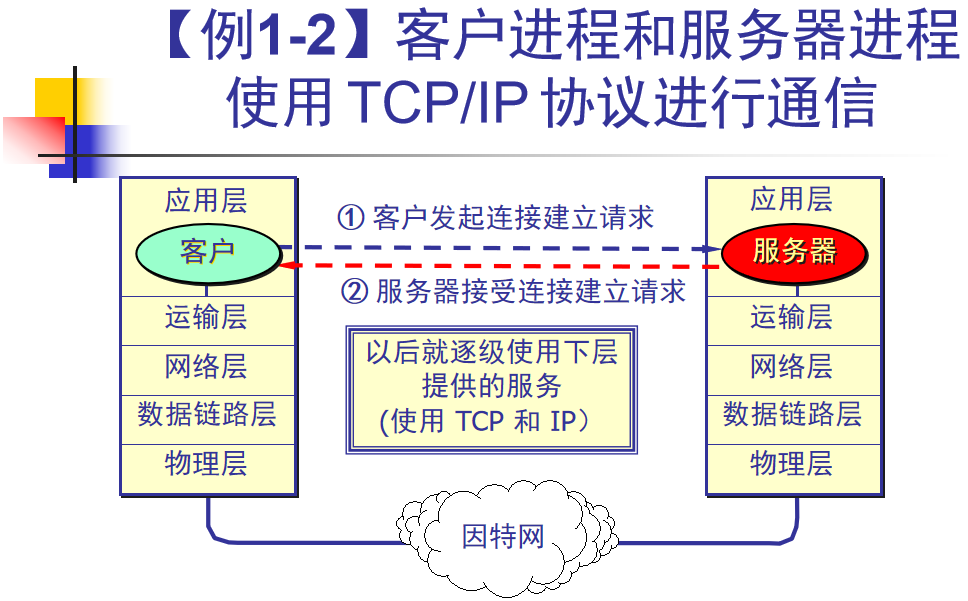 【例1-2】客户进程和服务器进程
使用 TCP/IP 协议进行通信
应用层
客户
运输层
网络层
数据链路层
物理层
① 客户发起连接建立请求
② 服务器接受连接建立请求
以后就逐级使用下层
提供的服务
(使用 TCP 和 IP）
应用层
服务器
运输层
网络层
数据链路层
物理层
因特网